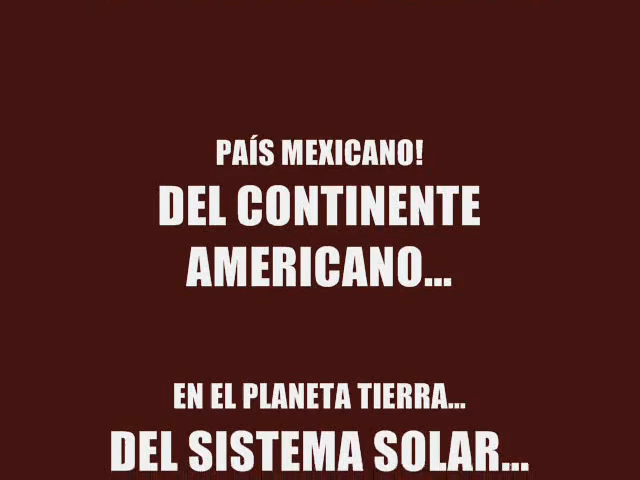 PAÍS MEXICANO!
DEL CONTINENTE
AMERICANO...
EN EL PLANETA TIERRA...
DEL SISTEMA SOLAR...